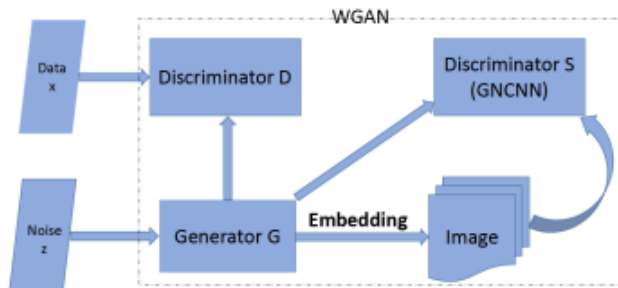 WGAN
Data
x
Discriminator D
Discriminator S
(GNCNN)
Noise
z
Generator G
Embedding
Image